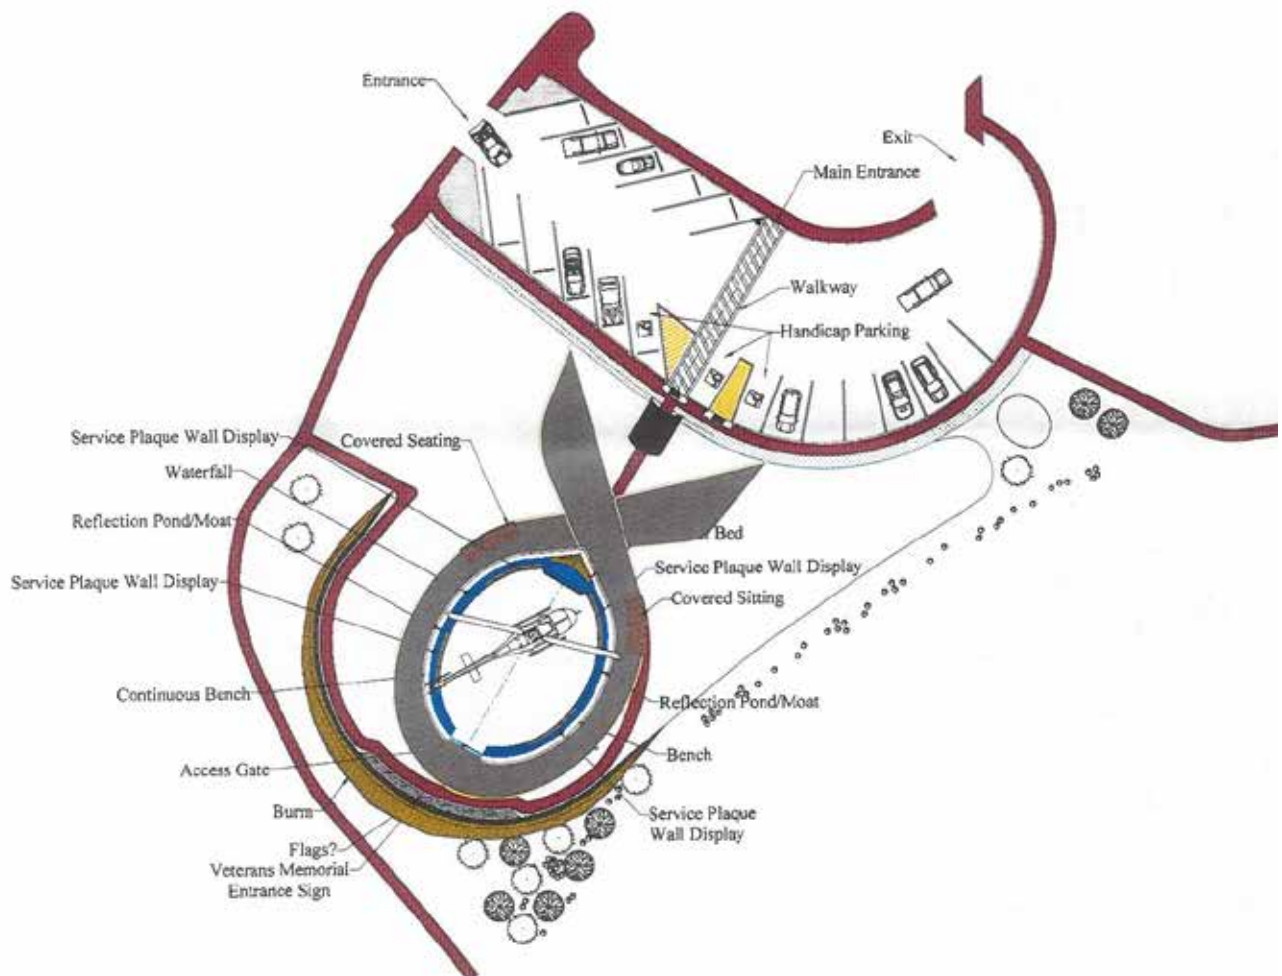 Entrance
Exit
Main Entrance
Walkway
Handicap Parking
Service Plaque Wall Display
Covered Seating
Waterfall
Reflection Pond/Moat
Bed
Service Plaque Wall Display
Service Plaque Wall Display
Covered Sitting
Continuous Bench
Reflection Pond/Moat
Bench
Access Gate
Burm
Service Plaque
Wall Display
Flags?
Veterans Memorial
Entrance Sign